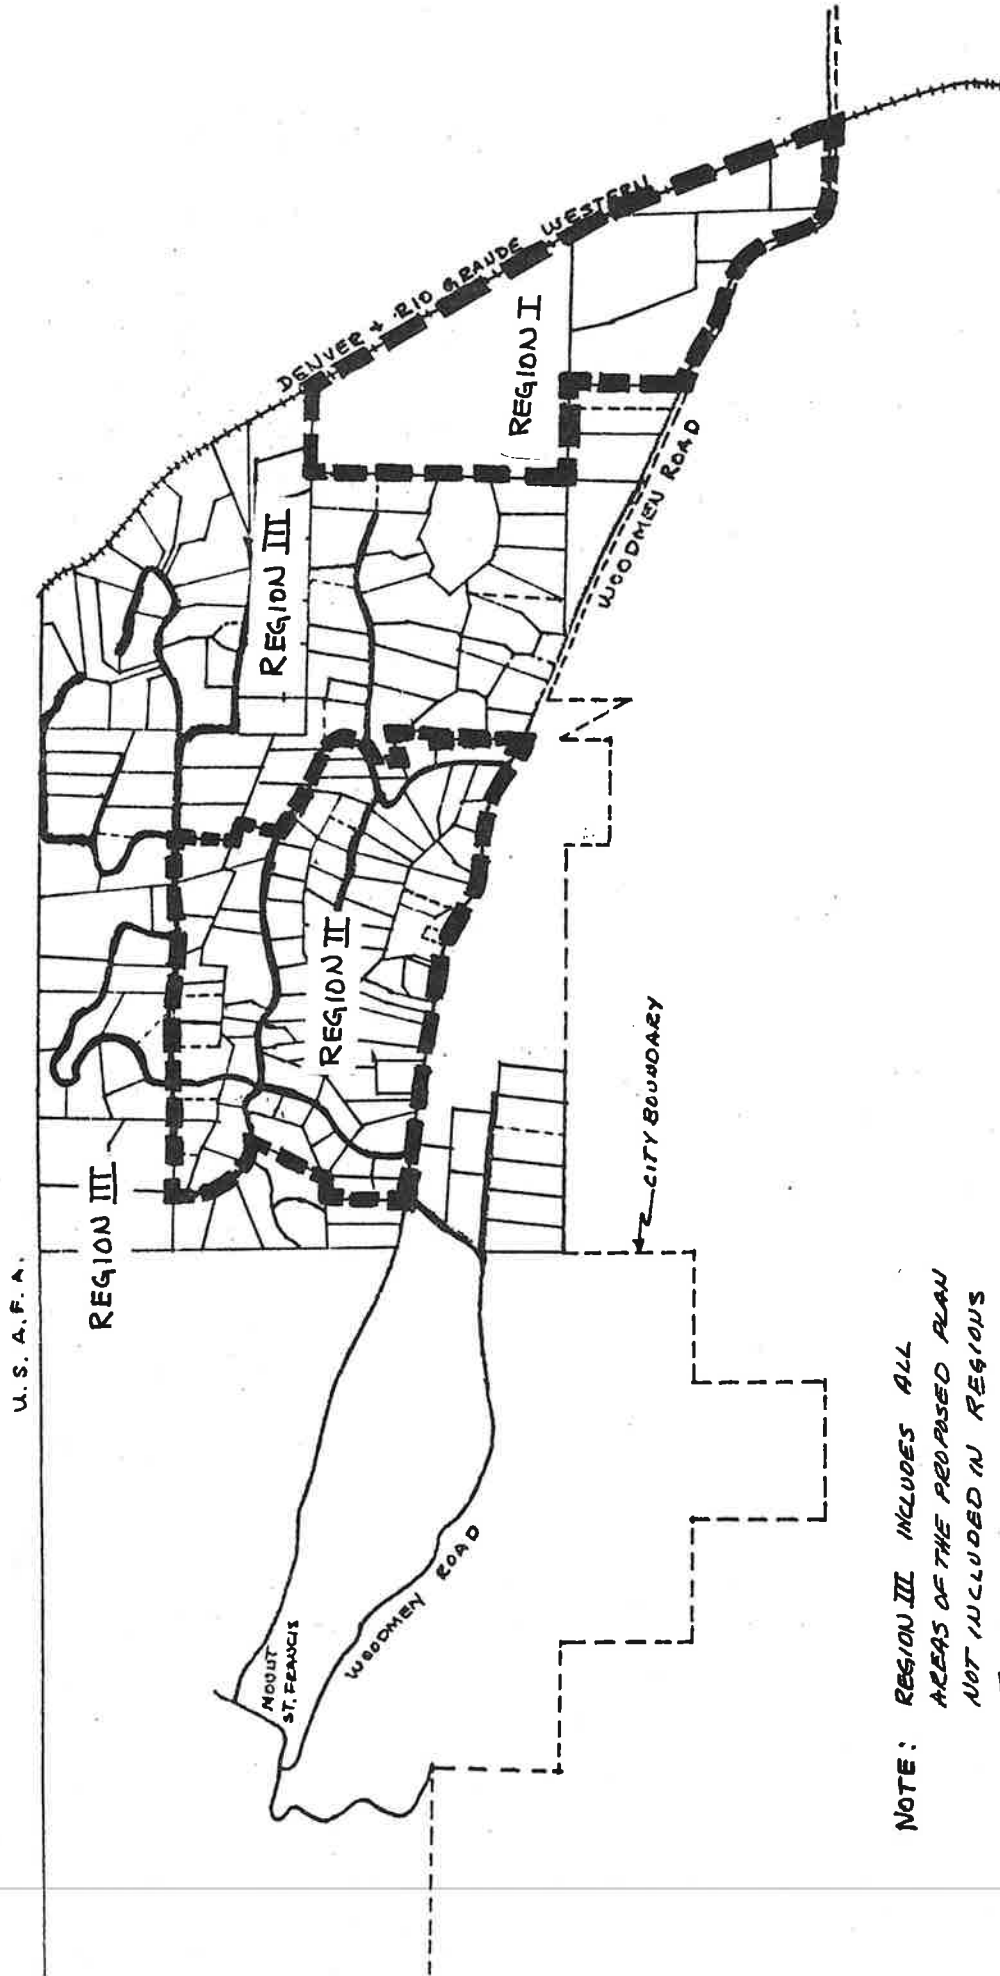 U. S. A. F. A.
REGION III
REGION II
REGION III
REGION I
DENVER & RIO GRANDE WESTERN
WOODMEN ROAD
CITY BOUNDARY
MOUNT
ST. FRANCIS
WOODMEN ROAD
NOTE: REGION III INCLUDES ALL
AREAS OF THE PROPOSED PLAN
NOT INCLUDED IN REGIONS